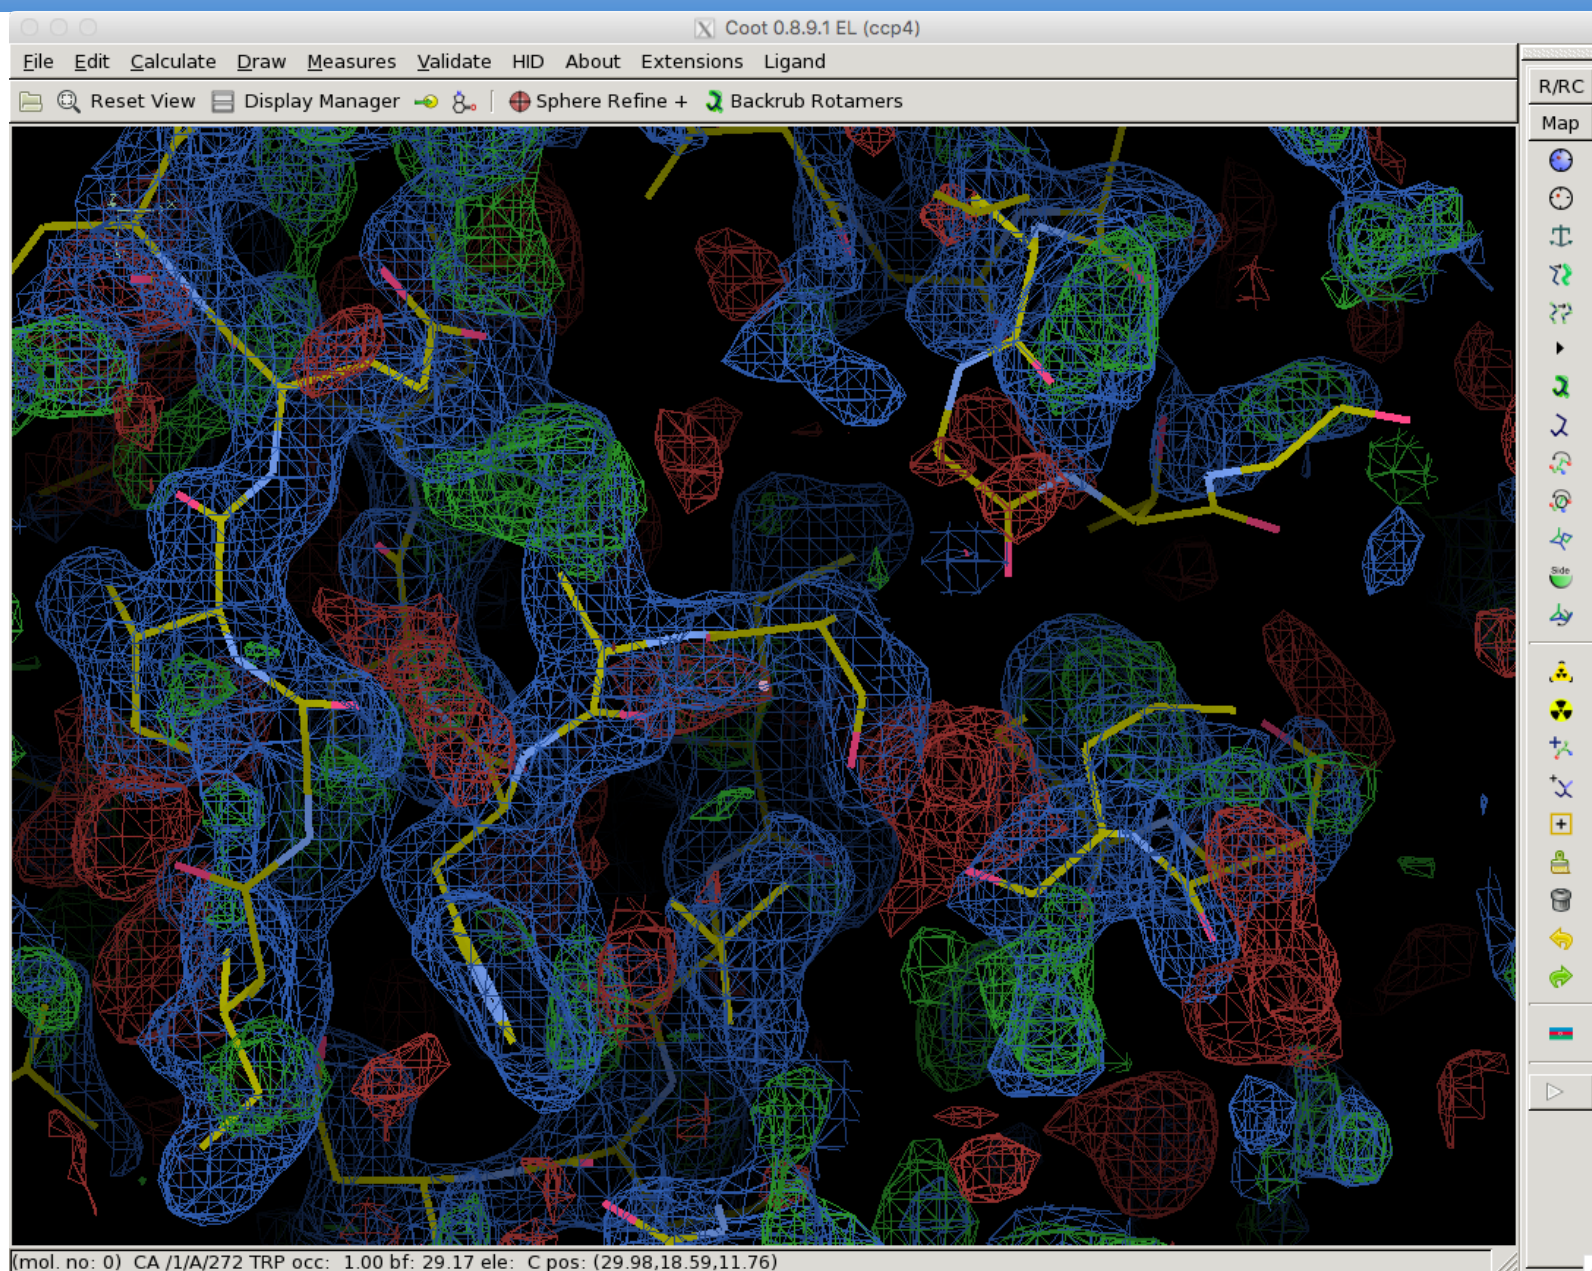 Coot 0.8.9.1 EL (ccp4)
File Edit Calculate Draw Measures Validate HID About Extensions Ligand
R/RC
Reset View Display Manager Sphere Refine + Backrub Rotamers
Map
Side
(mol. no: 0) CA /1/A/272 TRP occ: 1.00 bf: 29.17 ele: C pos: (29.98,18.59,11.76)